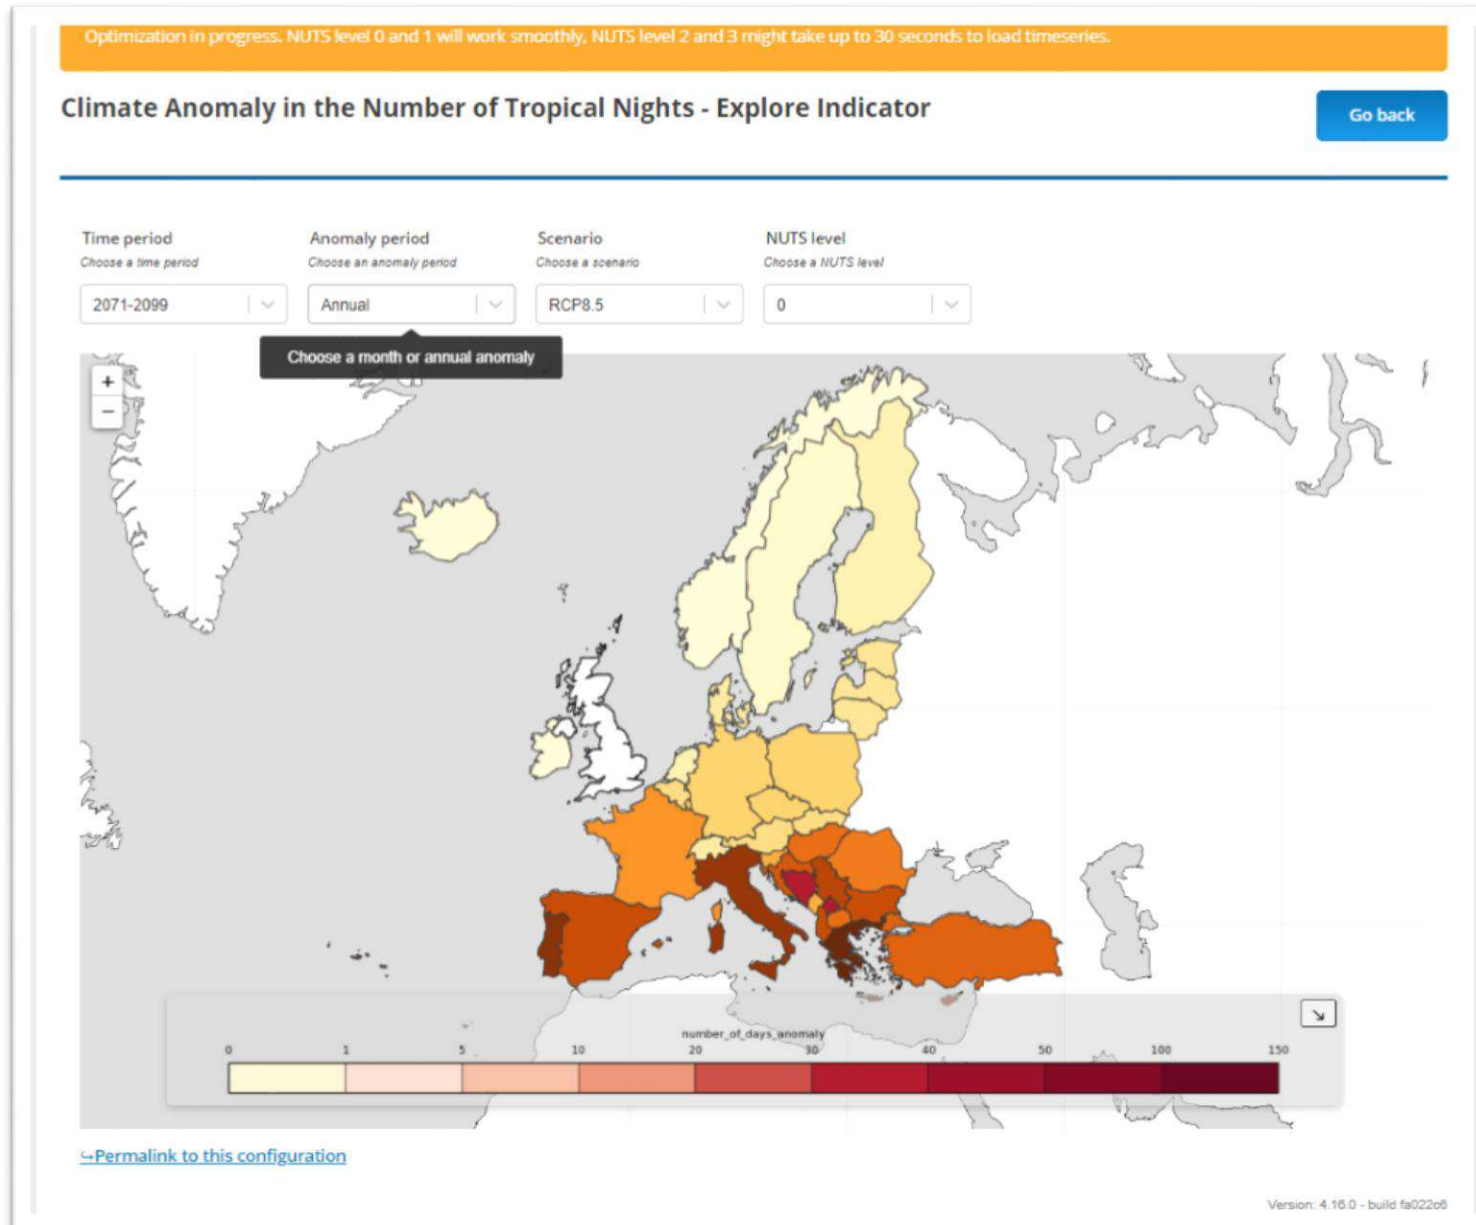 Optimization in progress. NUTS level 0 and 1 will work smoothly, NUTS level 2 and 3 might take up to 30 seconds to load timeseries.
Climate Anomaly in the Number of Tropical Nights - Explore Indicator
Go back
Time period
Anomaly period
Scenario
NUTS level
Choose a time period
Choose an anomaly period
Choose a scenario
Choose a NUTS level
2071-2099
Annual
RCP8.5
0
Choose a month or annual anomaly
+
−
number_of_days_anomaly
0 1 5 10 20 30 40 50 100 150
↪Permalink to this configuration
Version: 4.16.0 - build fa022c6